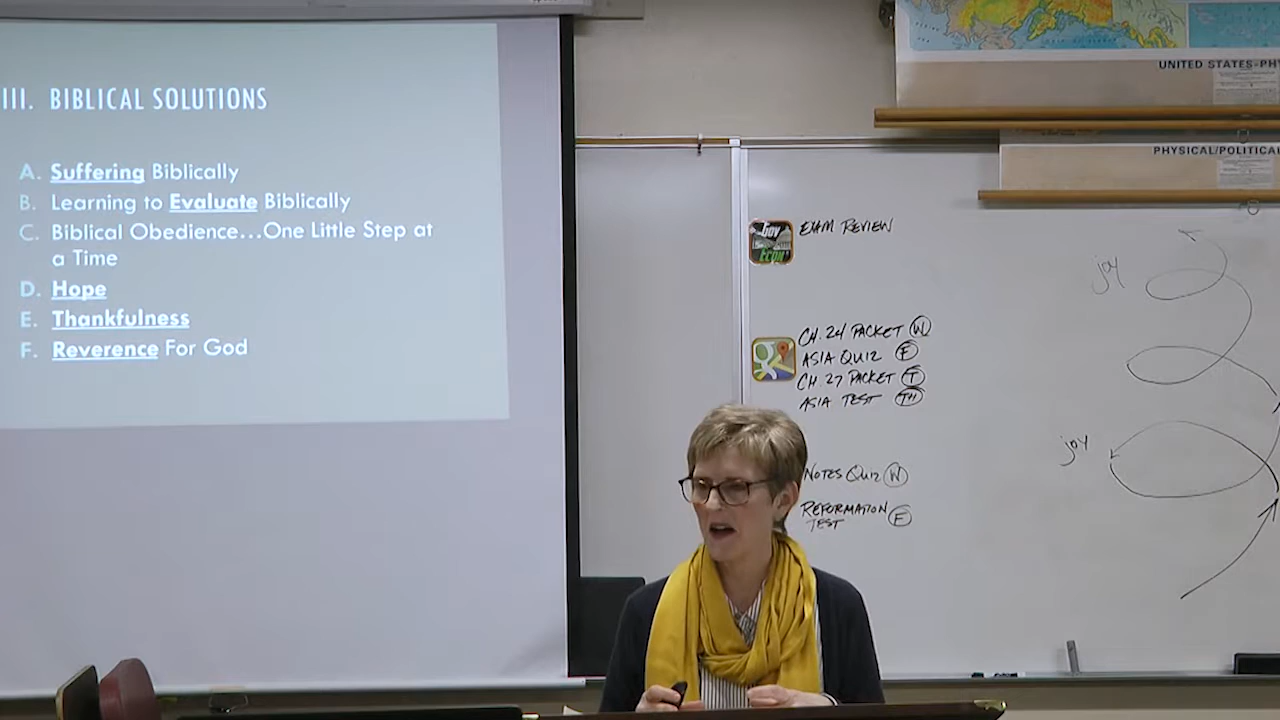 III. BIBLICAL SOLUTIONS
A. Suffering Biblically
B. Learning to Evaluate Biblically
C. Biblical Obedience...One Little Step at
a Time
D. Hope
E. Thankfulness
F. Reverence For God
GOV
ECON
EXAM REVIEW
CH. 24 PACKET W
ASIA QUIZ F
CH. 27 PACKET T
ASIA TEST TH
NOTES QUIZ W
REFORMATION
TEST F
UNITED STATES-PHY
PHYSICAL/POLITICAL
joy
joy